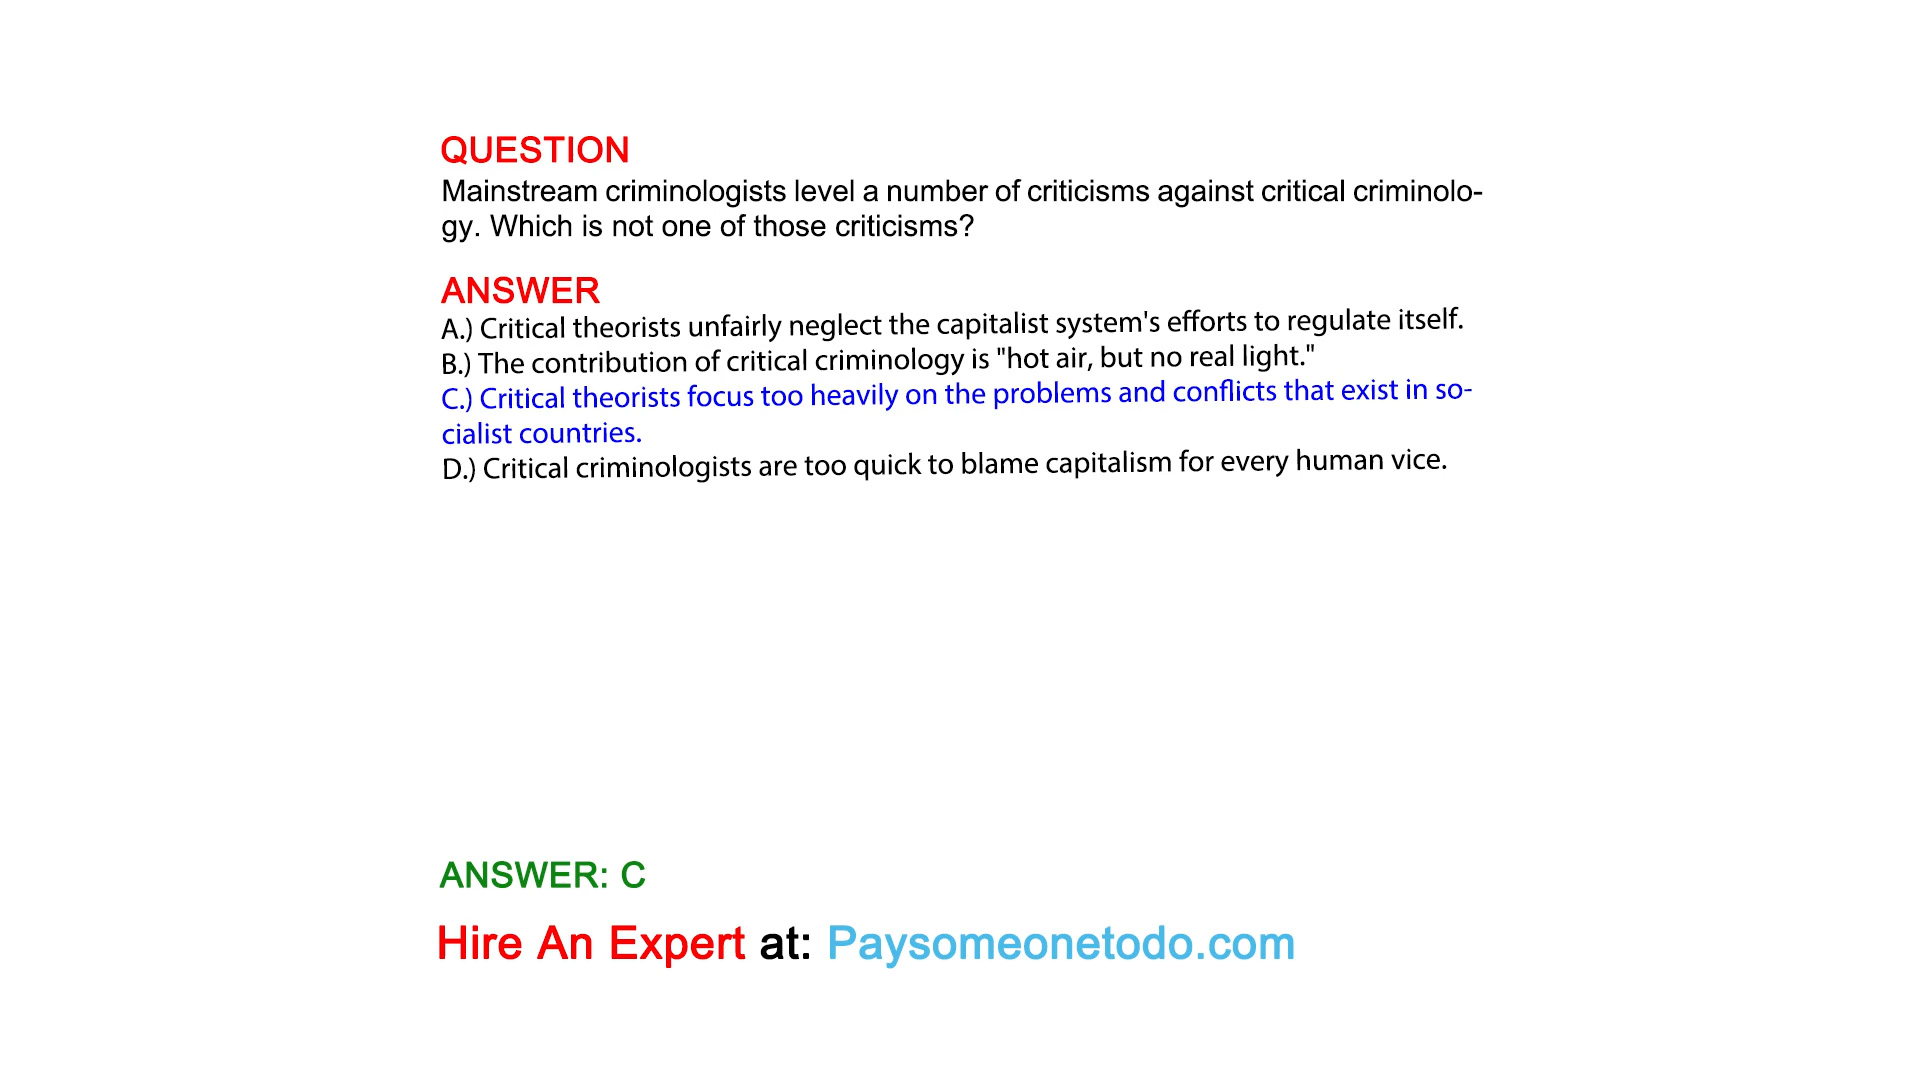 QUESTION
Mainstream criminologists level a number of criticisms against critical criminolo-
gy. Which is not one of those criticisms?
ANSWER
A.) Critical theorists unfairly neglect the capitalist system's efforts to regulate itself.
B.) The contribution of critical criminology is "hot air, but no real light."
C.) Critical theorists focus too heavily on the problems and conflicts that exist in so-
cialist countries.
D.) Critical criminologists are too quick to blame capitalism for every human vice.
ANSWER: C
Hire An Expert at: Paysomeonetodo.com